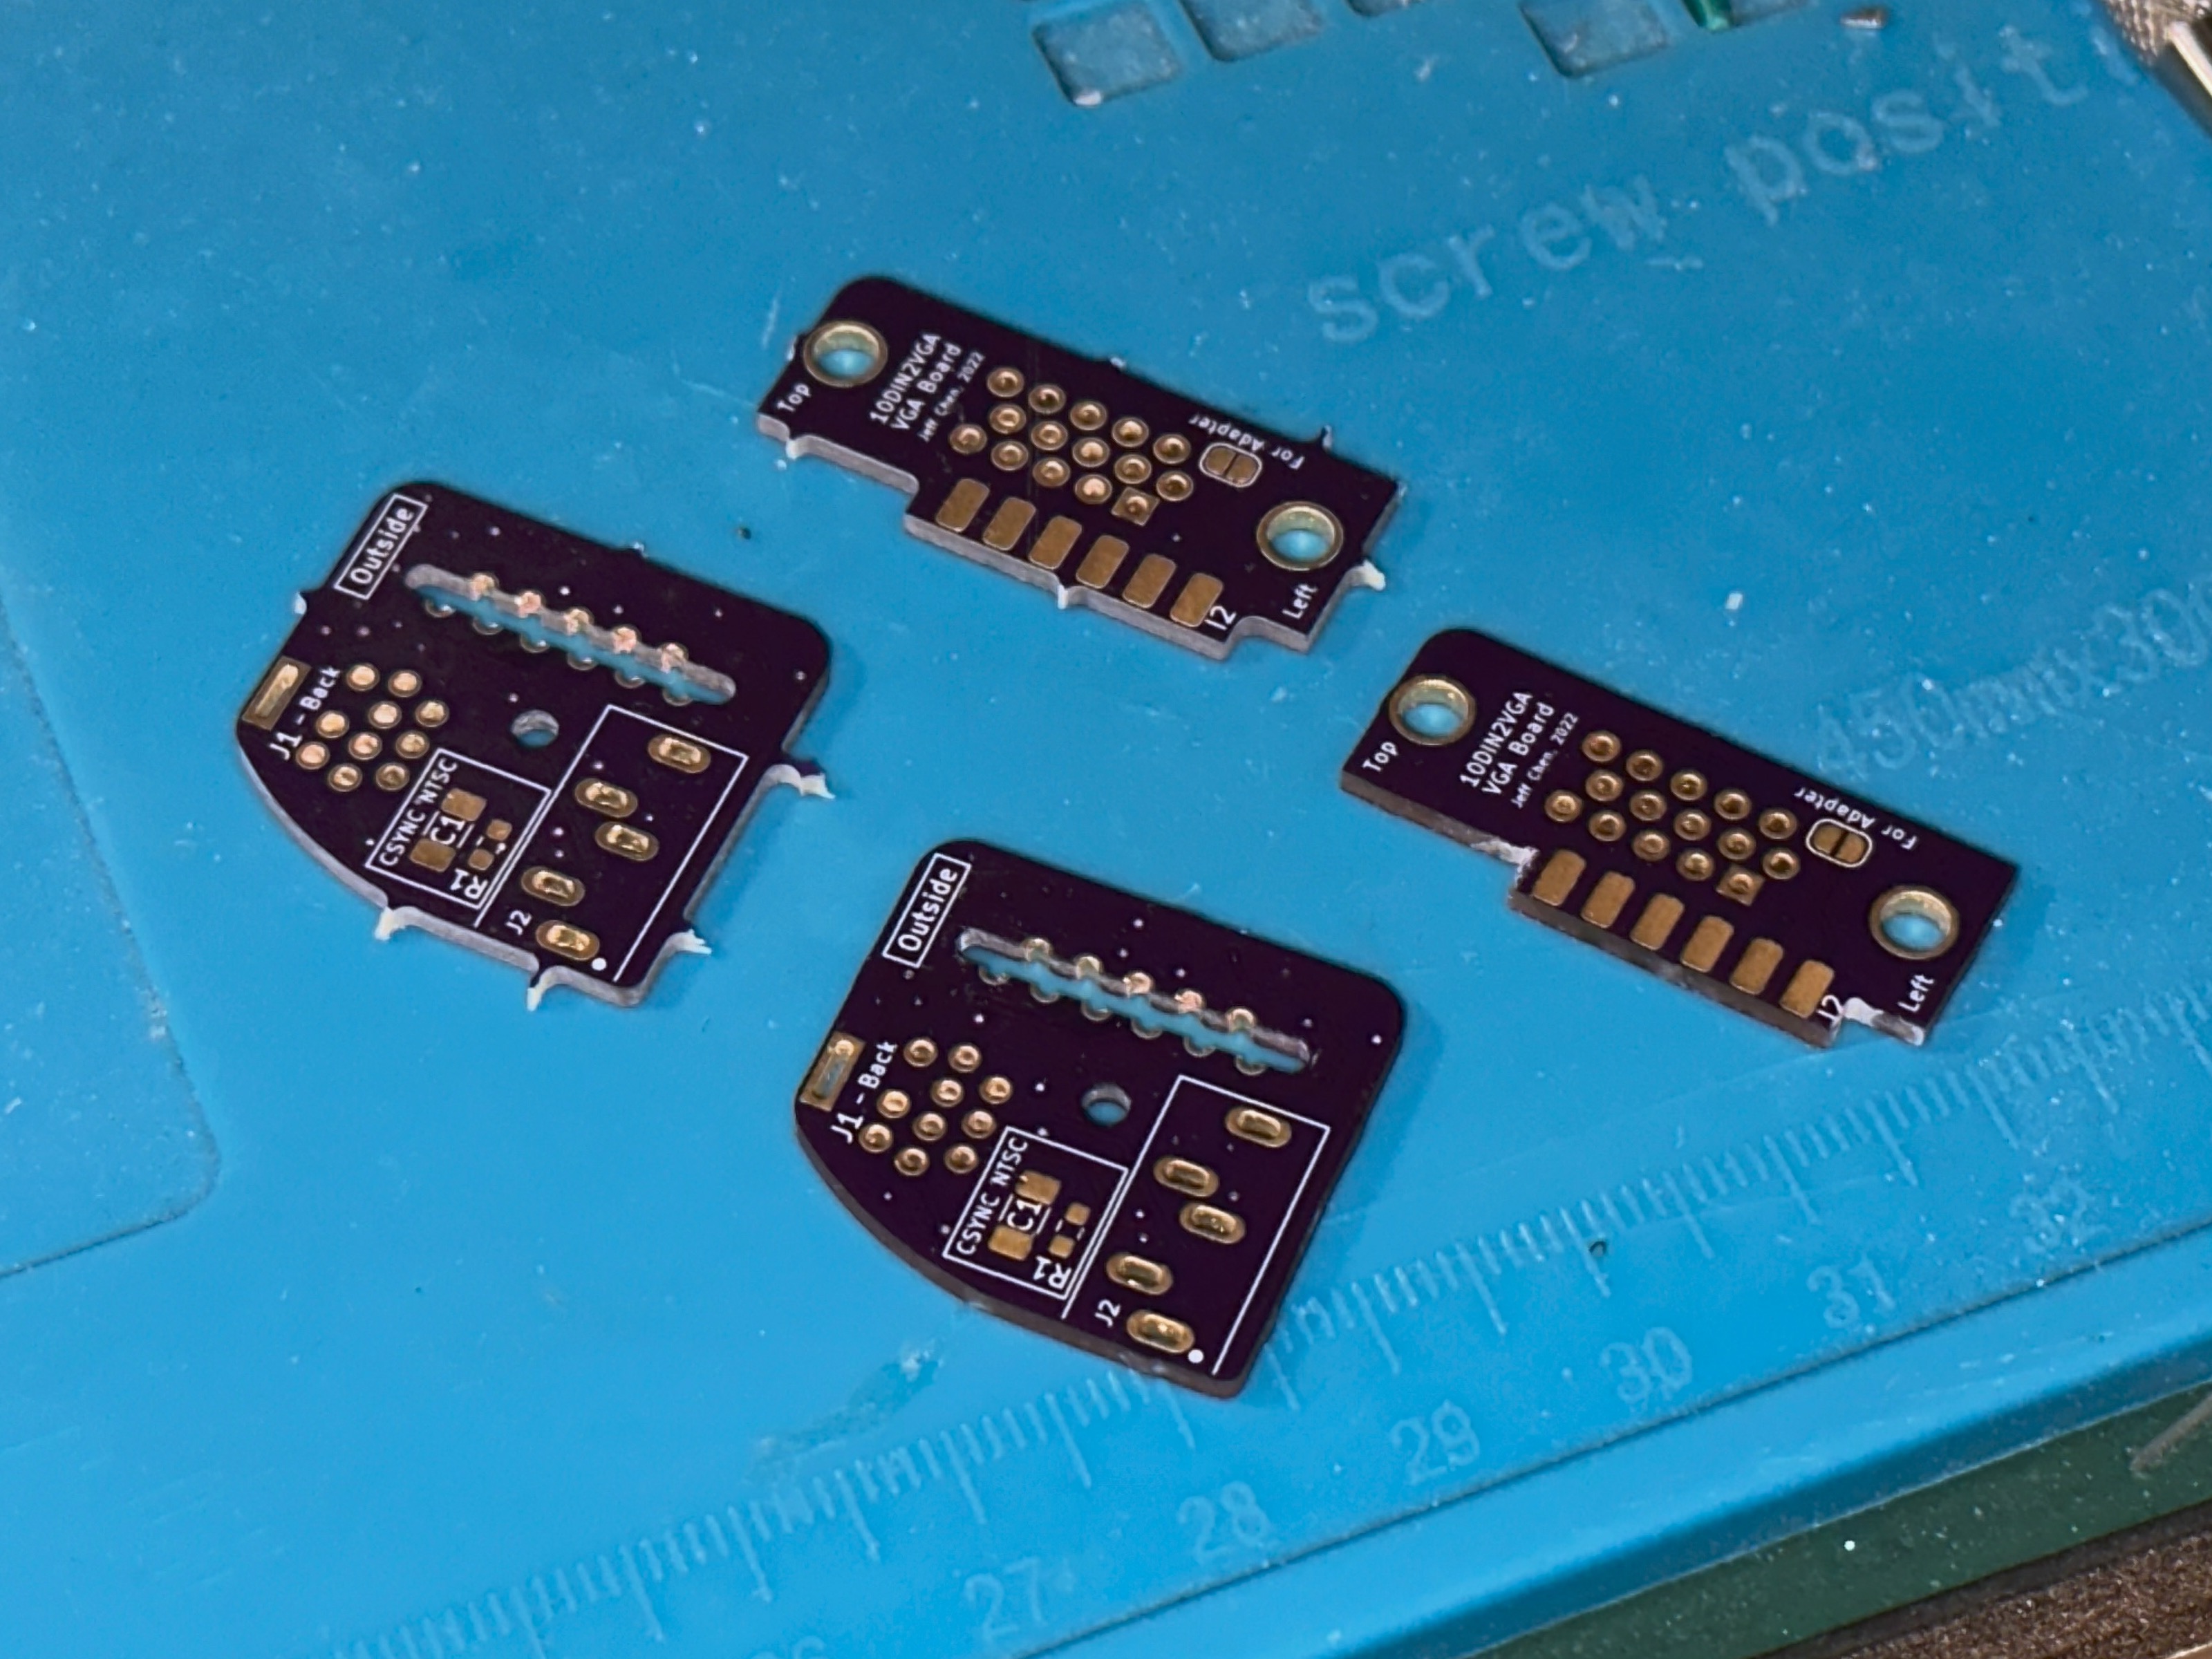 screw posit
450mmx30
Top
10DIN2VGA
VGA Board
Jeff Chen, 2022
For Adapter
J2
Left
Outside
J1 - Back
CSYNC NTSC
C1
R1
J2
Top
10DIN2VGA
VGA Board
Jeff Chen, 2022
For Adapter
J2
Left
Outside
J1 - Back
CSYNC NTSC
C1
R1
J2
27
28
29
30
31
32